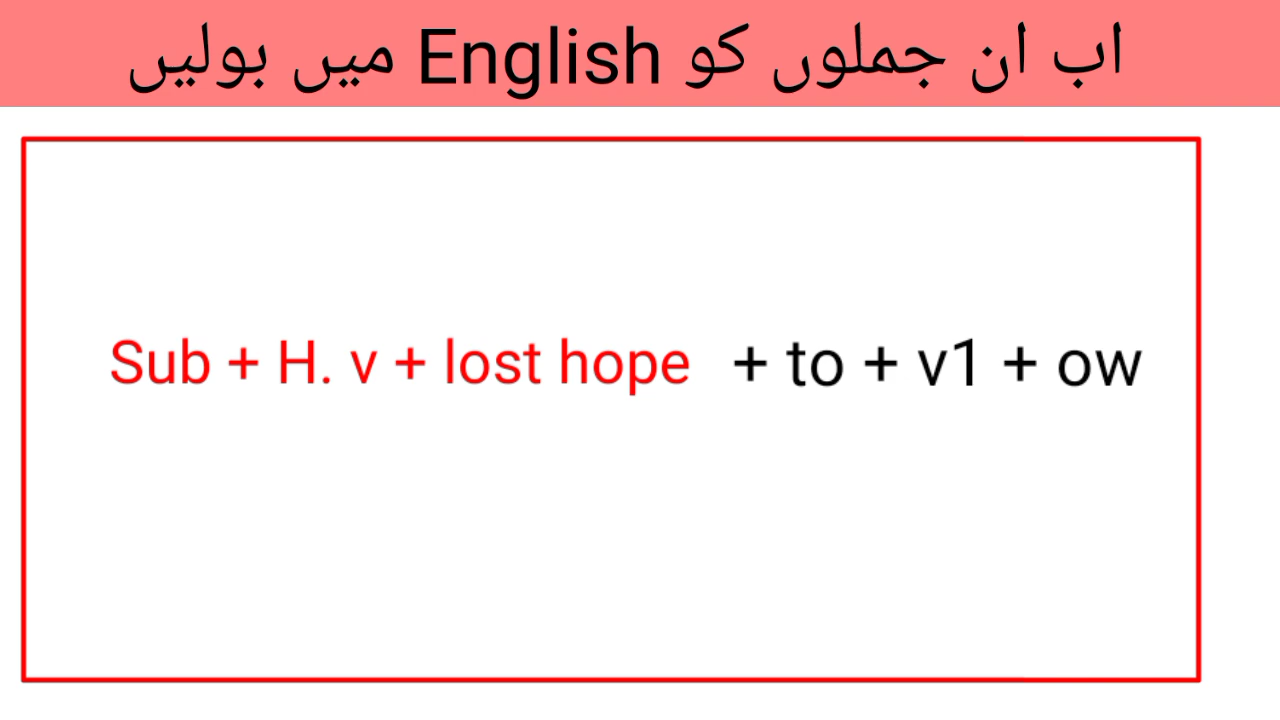 اب ان جملوں کو English میں بولیں
Sub + H. v + lost hope + to + v1 + ow